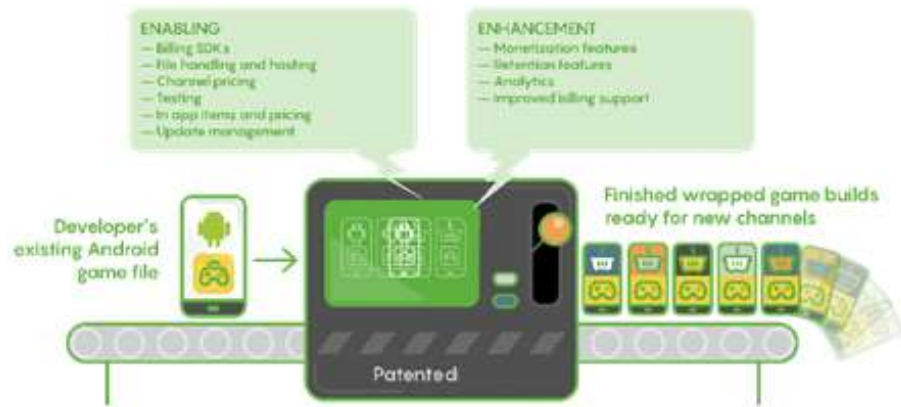 ENABLING
— Billing SDKs
— File handling and hosting
— Channel pricing
— Testing
— In app items and pricing
— Update management
ENHANCEMENT
— Monetization features
— Retention features
— Analytics
— Improved billing support
Developer's
existing Android
game file
Finished wrapped game builds
ready for new channels
Patented